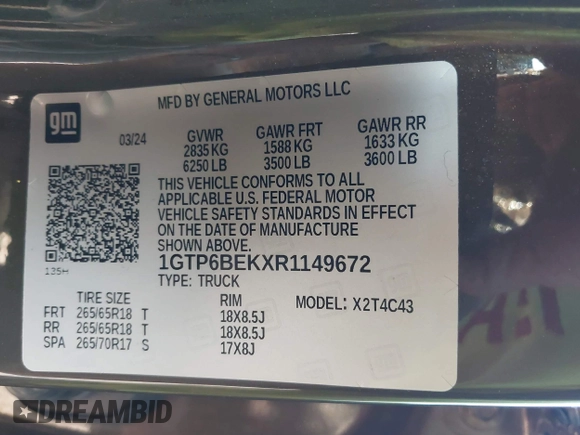 MFD BY GENERAL MOTORS LLC
gm
03/24
GVWR GAWR FRT GAWR RR
2835 KG 1588 KG 1633 KG
6250 LB 3500 LB 3600 LB
THIS VEHICLE CONFORMS TO ALL
APPLICABLE U.S. FEDERAL MOTOR
VEHICLE SAFETY STANDARDS IN EFFECT
ON THE DATE OF MANUFACTURE
SHOWN ABOVE.
135H
1GTP6BEKXR1149672
TYPE: TRUCK
TIRE SIZE RIM MODEL: X2T4C43
FRT 265/65R18 T 18X8.5J
RR 265/65R18 T 18X8.5J
SPA 265/70R17 S 17X8J
DREAMBID